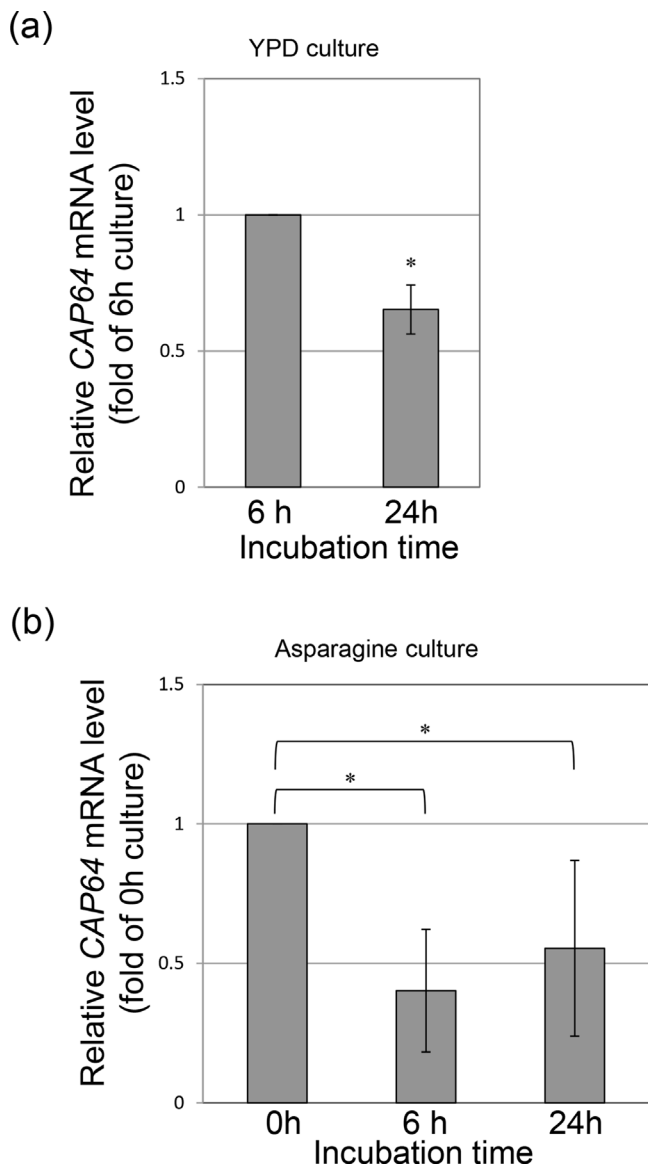 (a)
YPD culture
Relative CAP64 mRNA level
(fold of 6h culture)
1.5
1
0.5
0
*
6 h 24h
Incubation time
(b)
Asparagine culture
Relative CAP64 mRNA level
(fold of 0h culture)
1.5
1
0.5
0
*
*
0h 6 h 24h
Incubation time